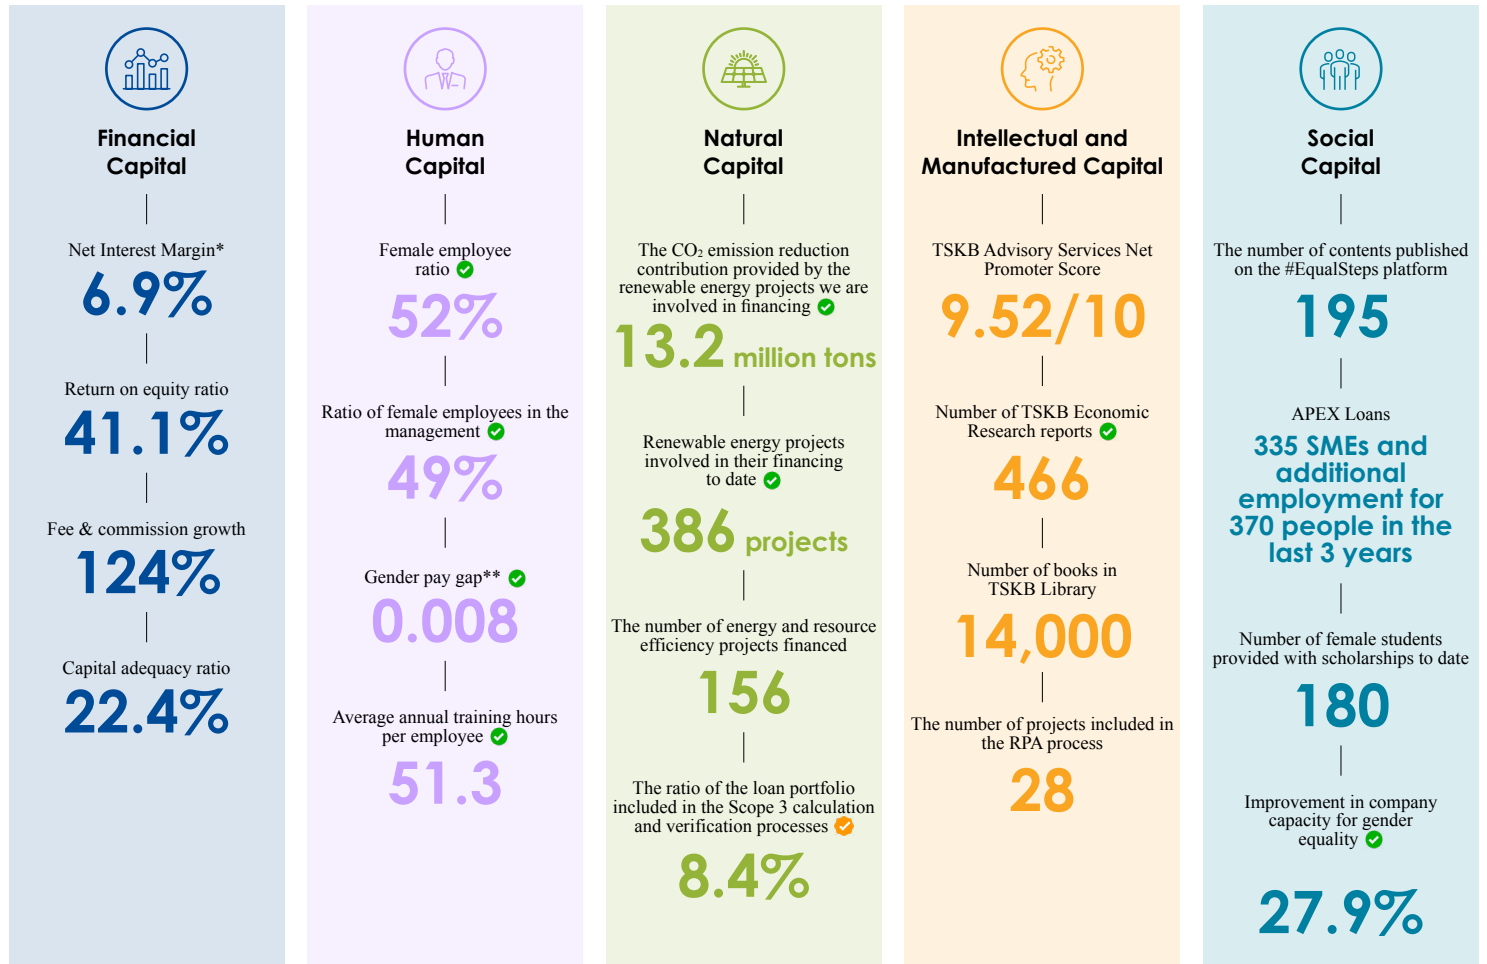 Financial
Capital
Net Interest Margin*
6.9%
Return on equity ratio
41.1%
Fee & commission growth
124%
Capital adequacy ratio
22.4%
Human
Capital
Female employee
ratio
52%
Ratio of female employees in the
management
49%
Gender pay gap**
0.008
Average annual training hours
per employee
51.3
Natural
Capital
The CO₂ emission reduction
contribution provided by the
renewable energy projects we are
involved in financing
13.2 million tons
Renewable energy projects
involved in their financing
to date
386 projects
The number of energy and resource
efficiency projects financed
156
The ratio of the loan portfolio
included in the Scope 3 calculation
and verification processes
8.4%
Intellectual and
Manufactured Capital
TSKB Advisory Services Net
Promoter Score
9.52/10
Number of TSKB Economic
Research reports
466
Number of books in
TSKB Library
14,000
The number of projects included in
the RPA process
28
Social
Capital
The number of contents published
on the #EqualSteps platform
195
APEX Loans
335 SMEs and
additional
employment for
370 people in the
last 3 years
Number of female students
provided with scholarships to date
180
Improvement in company
capacity for gender
equality
27.9%